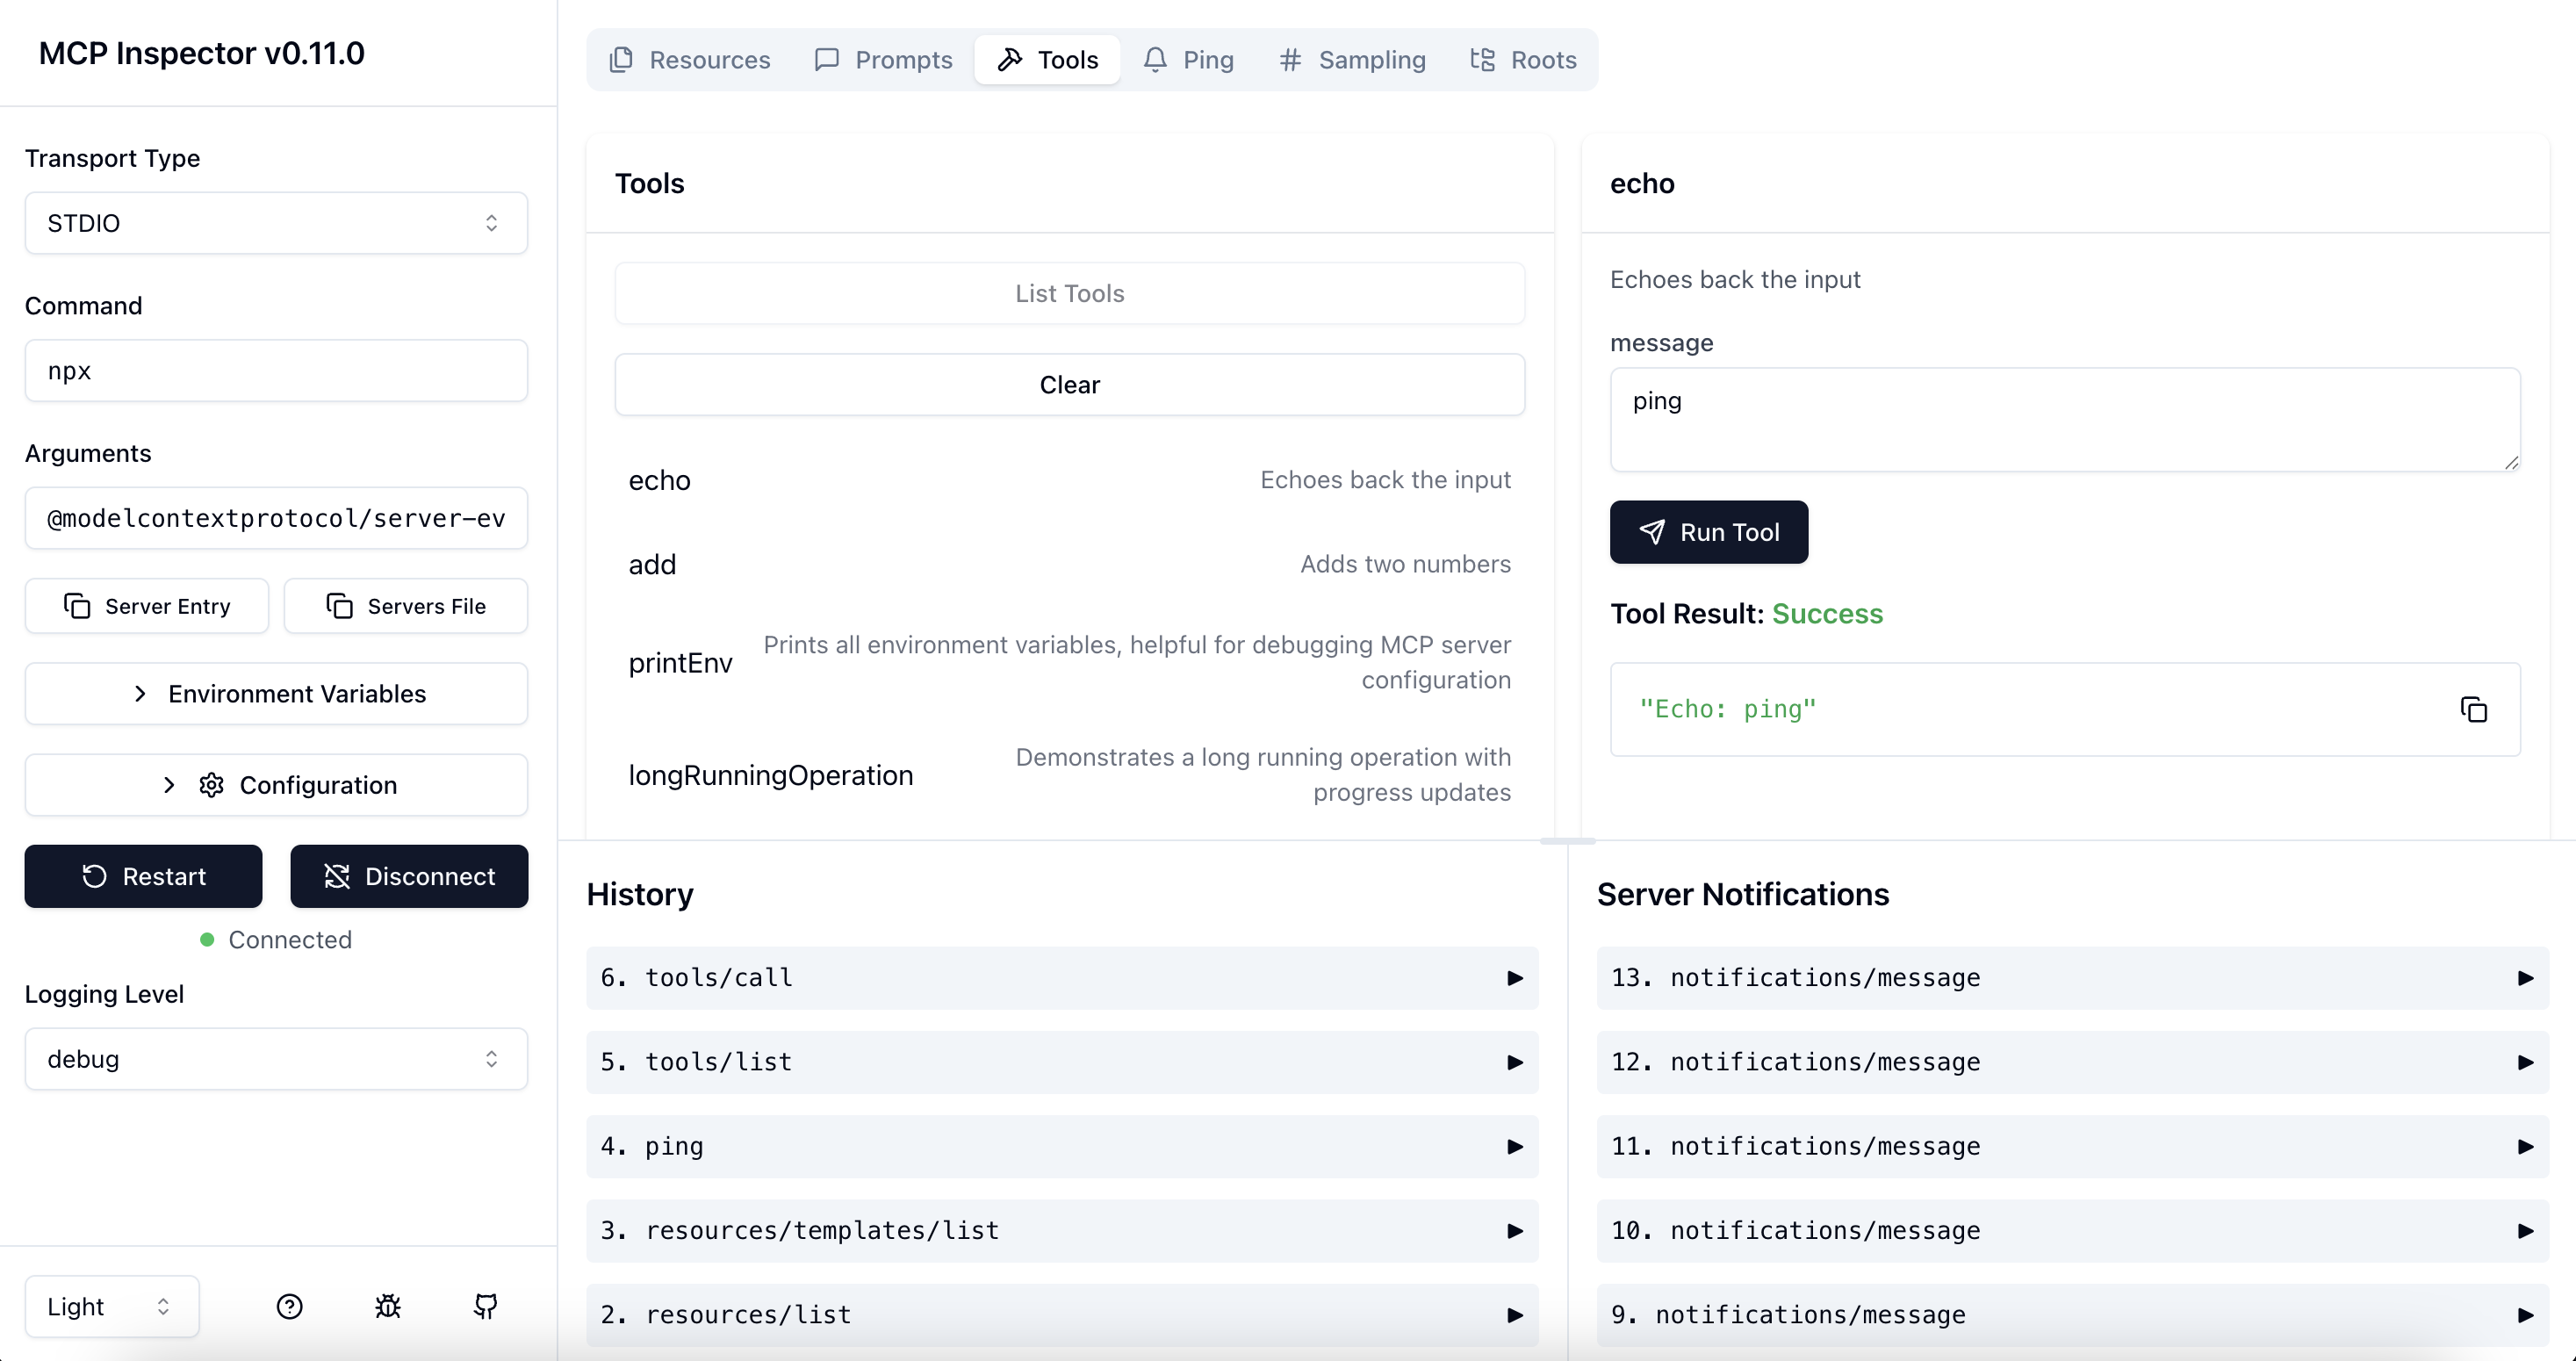 MCP Inspector v0.11.0
Transport Type
STDIO
Command
npx
Arguments
@modelcontextprotocol/server-ev
Server Entry
Servers File
Environment Variables
Configuration
Restart
Disconnect
Connected
Logging Level
debug
Light
Resources
Prompts
Tools
Ping
Sampling
Roots
Tools
List Tools
Clear
echo
Echoes back the input
add
Adds two numbers
printEnv
Prints all environment variables, helpful for debugging MCP server
configuration
longRunningOperation
Demonstrates a long running operation with
progress updates
echo
Echoes back the input
message
ping
Run Tool
Tool Result: Success
"Echo: ping"
History
6. tools/call
5. tools/list
4. ping
3. resources/templates/list
2. resources/list
Server Notifications
13. notifications/message
12. notifications/message
11. notifications/message
10. notifications/message
9. notifications/message